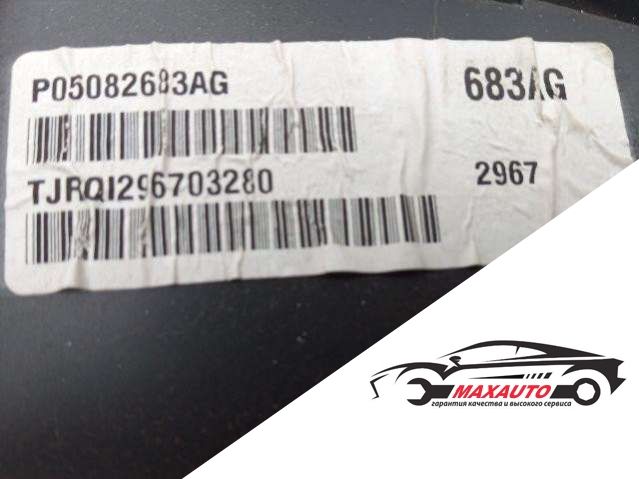 P05082683AG
683AG
TJRQI296703280
2967
MAXAUTO
гарантия качества и высокого сервиса